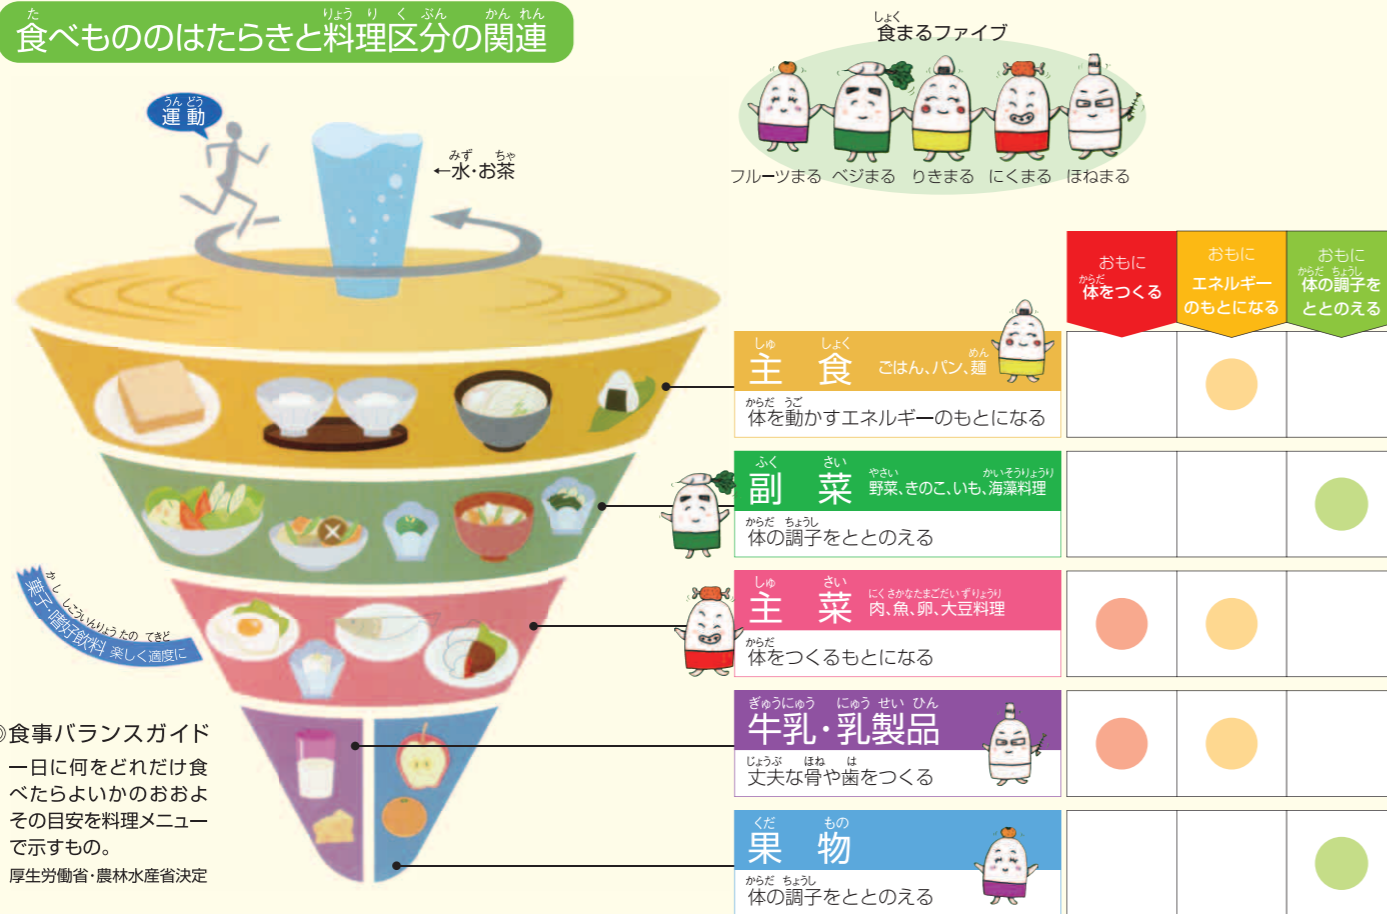 食べもののはたらきと料理区分の関連
食まるファイブ
フルーツまる ベジまる りきまる にくまる ほねまる
運動
←水・お茶
おもに
体をつくる
おもに
エネルギー
のもとになる
おもに
体の調子を
ととのえる
主食 ごはん、パン、麺
体を動かすエネルギーのもとになる
副菜 野菜、きのこ、いも、海藻料理
体の調子をととのえる
主菜 肉、魚、卵、大豆料理
体をつくるもとになる
牛乳・乳製品
丈夫な骨や歯をつくる
果物
体の調子をととのえる
菓子・嗜好飲料 楽しく適度に
◎食事バランスガイド
一日に何をどれだけ食
べたらよいかのおおよ
その目安を料理メニュー
で示すもの。
厚生労働省・農林水産省決定